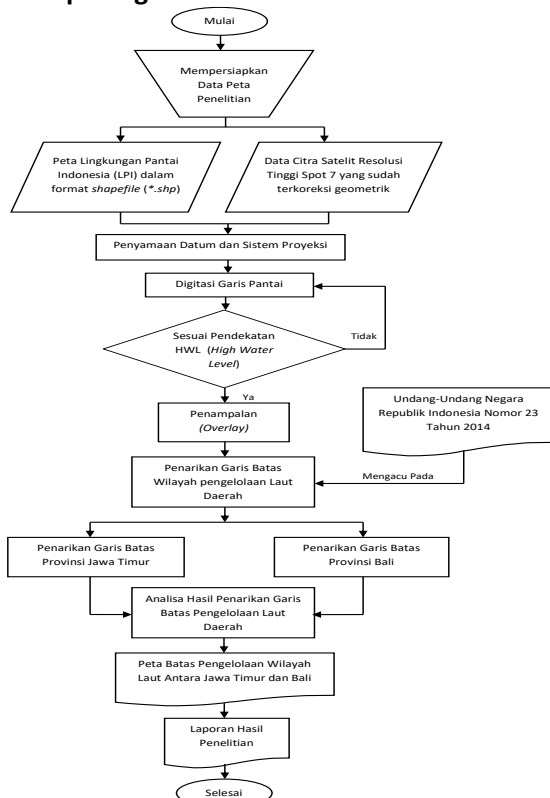 Mulai
Mempersiapkan
Data Peta
Penelitian
Peta Lingkungan Pantai
Indonesia (LPI) dalam
format shapefile (*.shp)
Data Citra Satelit Resolusi
Tinggi Spot 7 yang sudah
terkoreksi geometrik
Penyamaan Datum dan Sistem Proyeksi
Digitasi Garis Pantai
Sesuai Pendekatan
HWL (High Water
Level)
Tidak
Ya
Penampalan
(Overlay)
Undang-Undang Negara
Republik Indonesia Nomor 23
Tahun 2014
Penarikan Garis Batas
Wilayah pengelolaan Laut
Daerah
Mengacu Pada
Penarikan Garis Batas
Provinsi Jawa Timur
Penarikan Garis Batas
Provinsi Bali
Analisa Hasil Penarikan Garis
Batas Pengelolaan Laut
Daerah
Peta Batas Pengelolaan Wilayah
Laut Antara Jawa Timur dan Bali
Laporan Hasil
Penelitian
Selesai